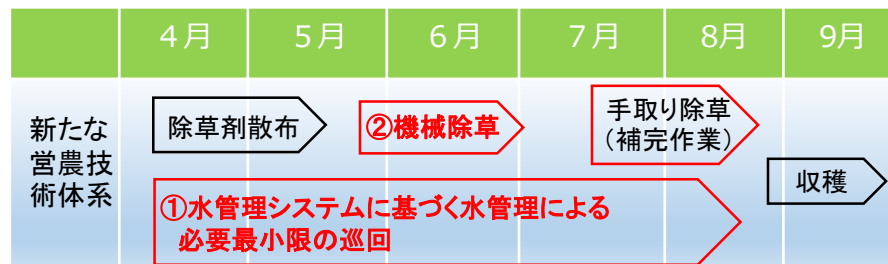 ４月 ５月 ６月 ７月 8月 9月
新たな
営農技
術体系
除草剤散布
②機械除草
手取り除草
（補完作業）
収穫
①水管理システムに基づく水管理による
必要最小限の巡回